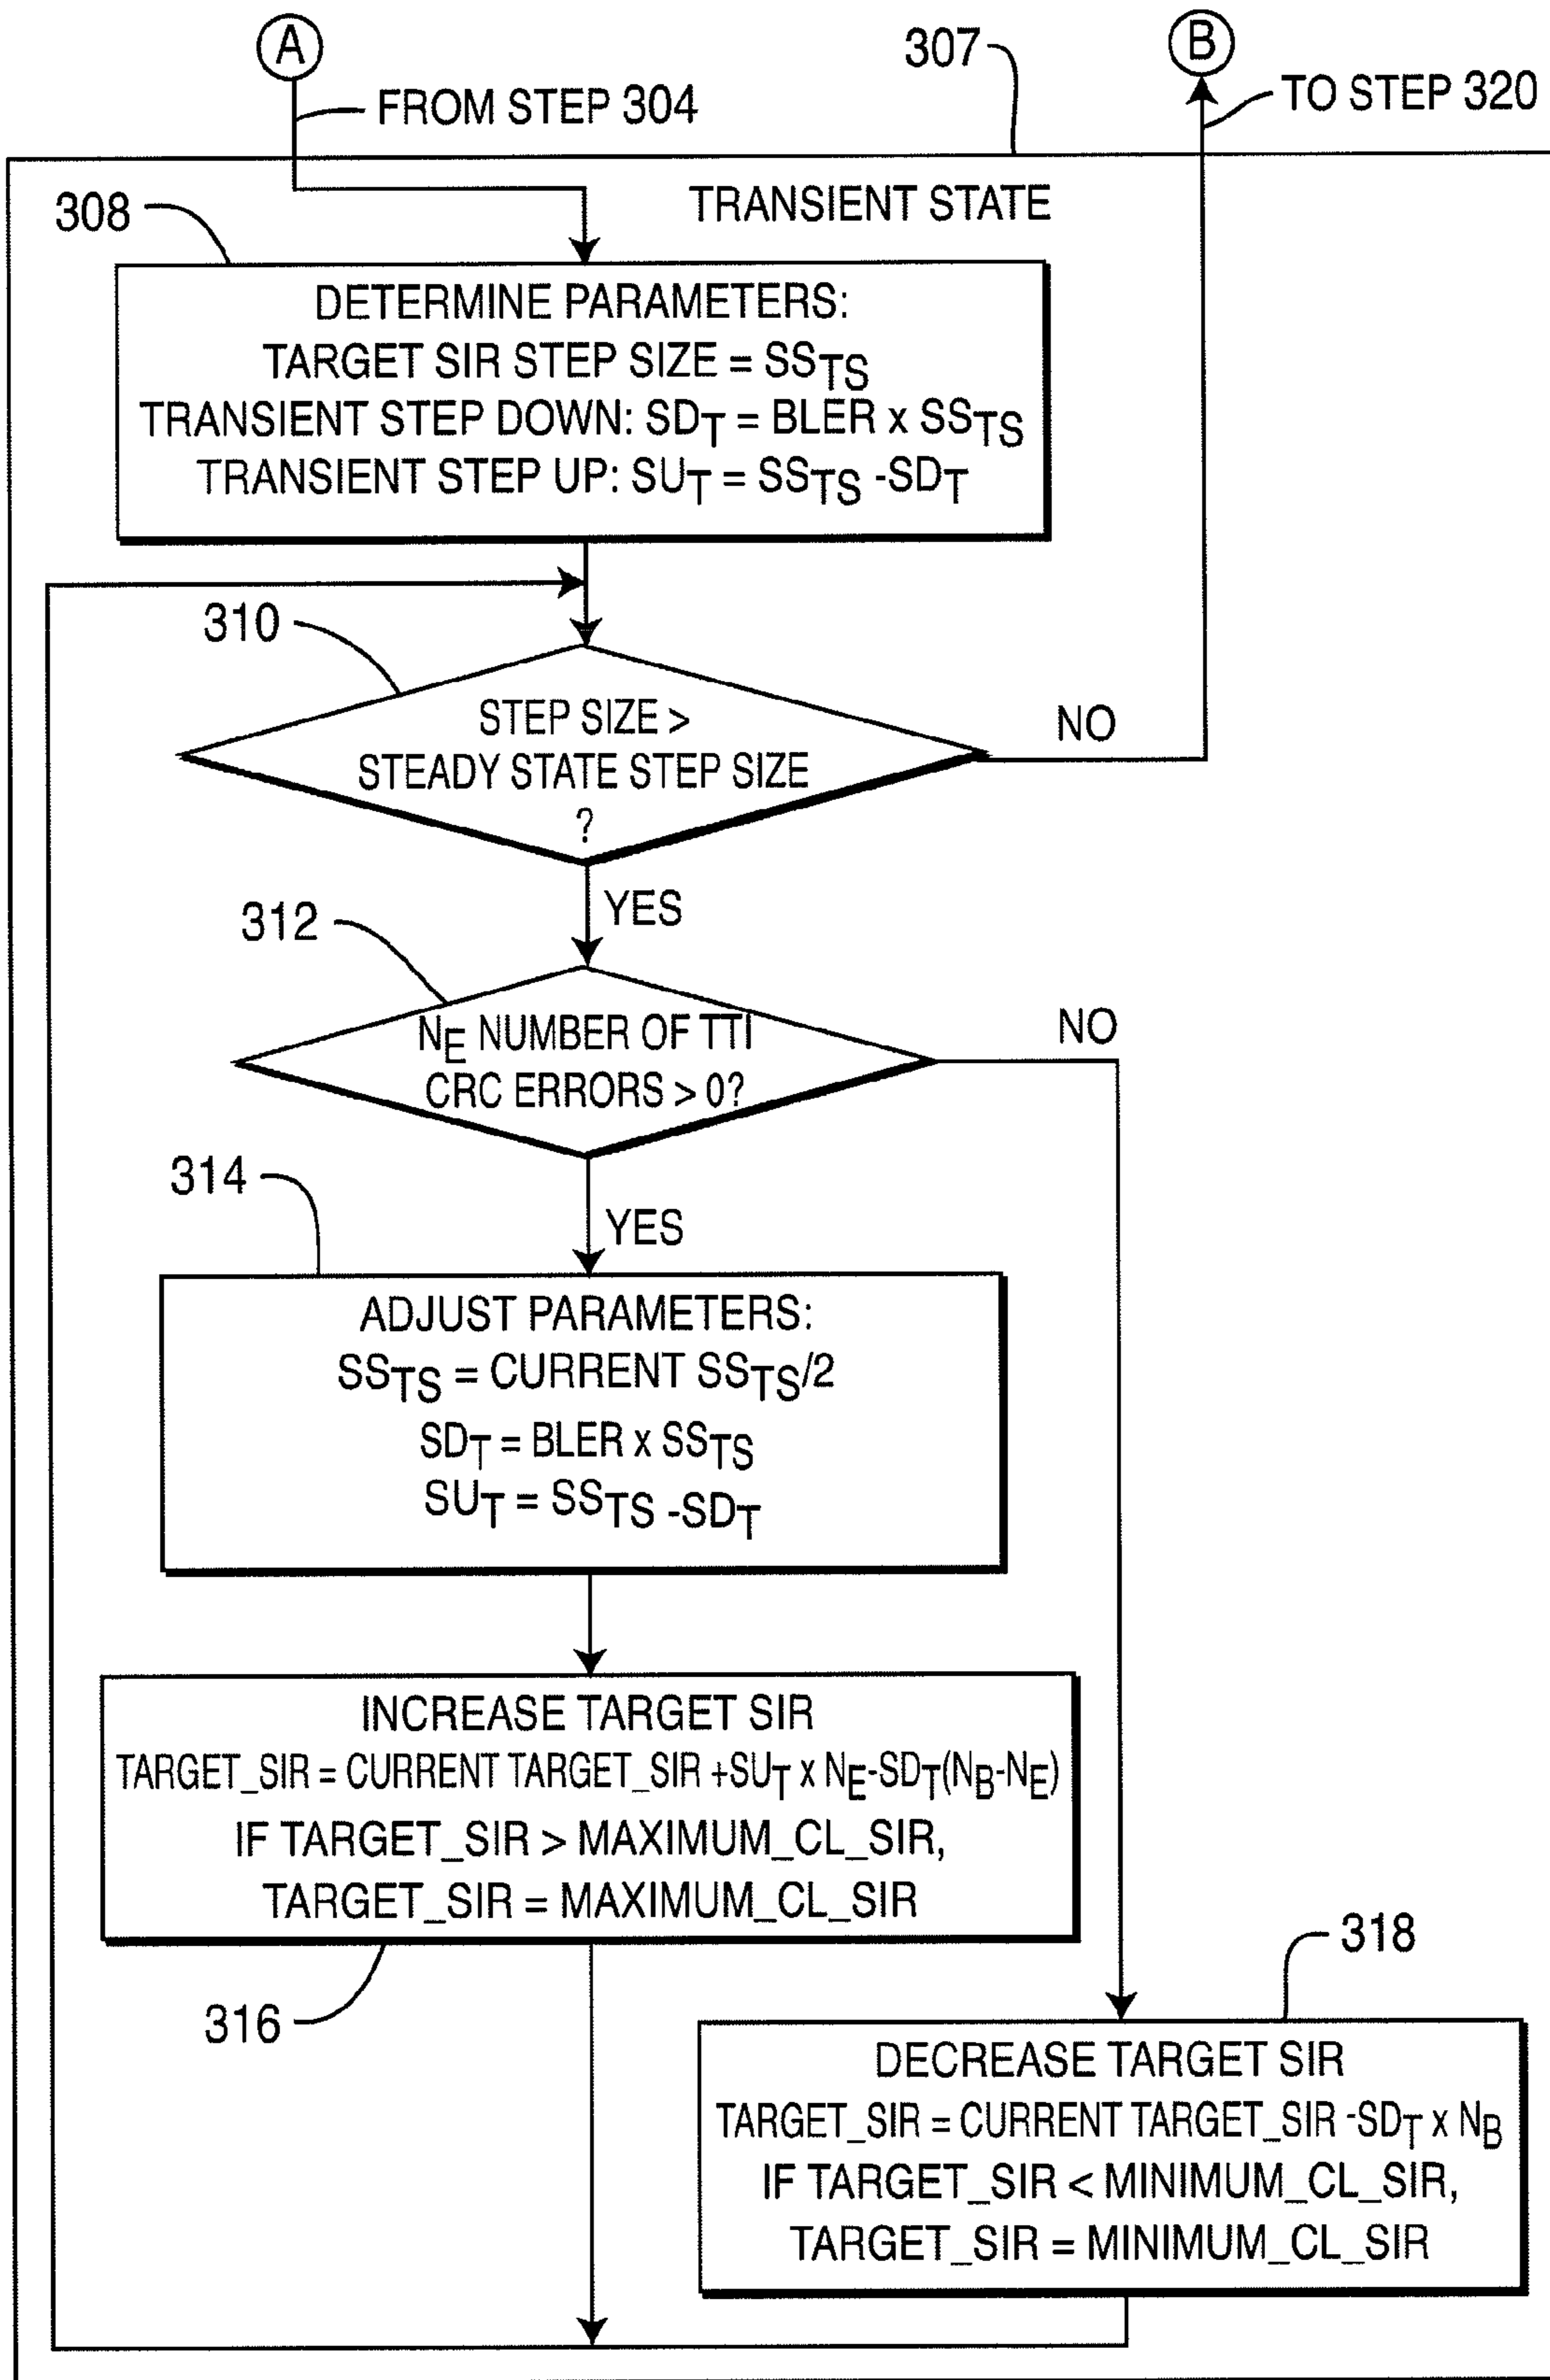 A
307
B
FROM STEP 304
TO STEP 320
TRANSIENT STATE
308
DETERMINE PARAMETERS:
TARGET SIR STEP SIZE = SSTS
TRANSIENT STEP DOWN: SDT = BLER x SSTS
TRANSIENT STEP UP: SUT = SSTS -SDT
310
STEP SIZE >
STEADY STATE STEP SIZE
?
NO
YES
312
NE NUMBER OF TTI
CRC ERRORS > 0?
NO
314
YES
ADJUST PARAMETERS:
SSTS = CURRENT SSTS/2
SDT = BLER x SSTS
SUT = SSTS -SDT
INCREASE TARGET SIR
TARGET_SIR = CURRENT TARGET_SIR +SUT x NE-SDT(NB-NE)
IF TARGET_SIR > MAXIMUM_CL_SIR,
TARGET_SIR = MAXIMUM_CL_SIR
316
318
DECREASE TARGET SIR
TARGET_SIR = CURRENT TARGET_SIR -SDT x NB
IF TARGET_SIR < MINIMUM_CL_SIR,
TARGET_SIR = MINIMUM_CL_SIR